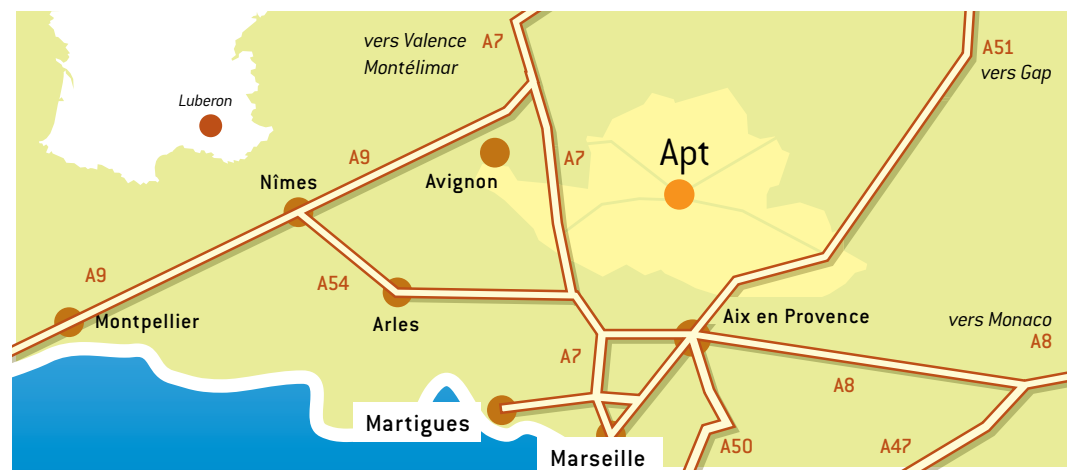 vers Valence
Montélimar
A7
A51
vers Gap
Luberon
A9
A7
Apt
Nîmes
Avignon
A9
A54
Montpellier
Arles
Aix en Provence
vers Monaco
A8
A7
A8
Martigues
A50
A47
Marseille